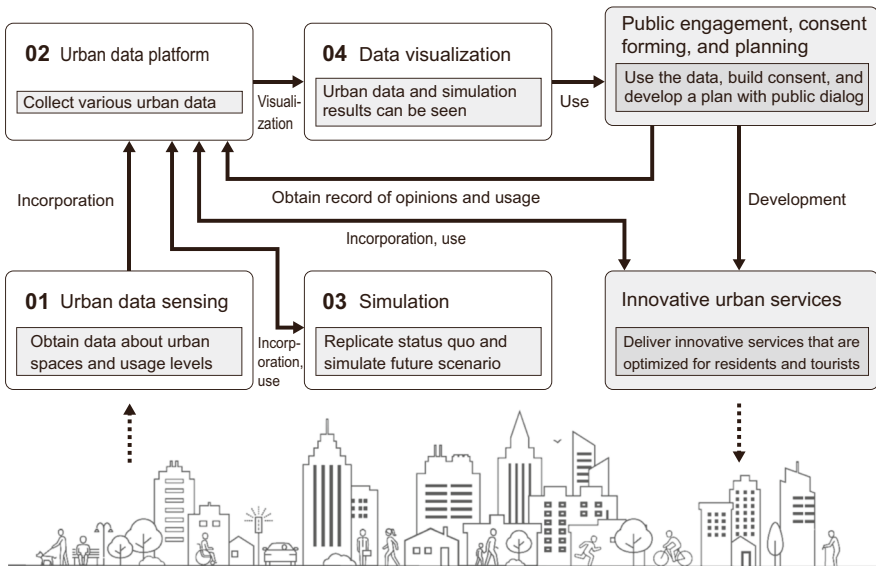 02 Urban data platform
Collect various urban data
Visuali-
zation
04 Data visualization
Urban data and simulation
results can be seen
Use
Public engagement, consent
forming, and planning
Use the data, build consent, and
develop a plan with public dialog
Incorporation
Obtain record of opinions and usage
Development
Incorporation, use
01 Urban data sensing
Obtain data about urban
spaces and usage levels
Incorp-
oration,
use
03 Simulation
Replicate status quo and
simulate future scenario
Innovative urban services
Deliver innovative services that are
optimized for residents and tourists